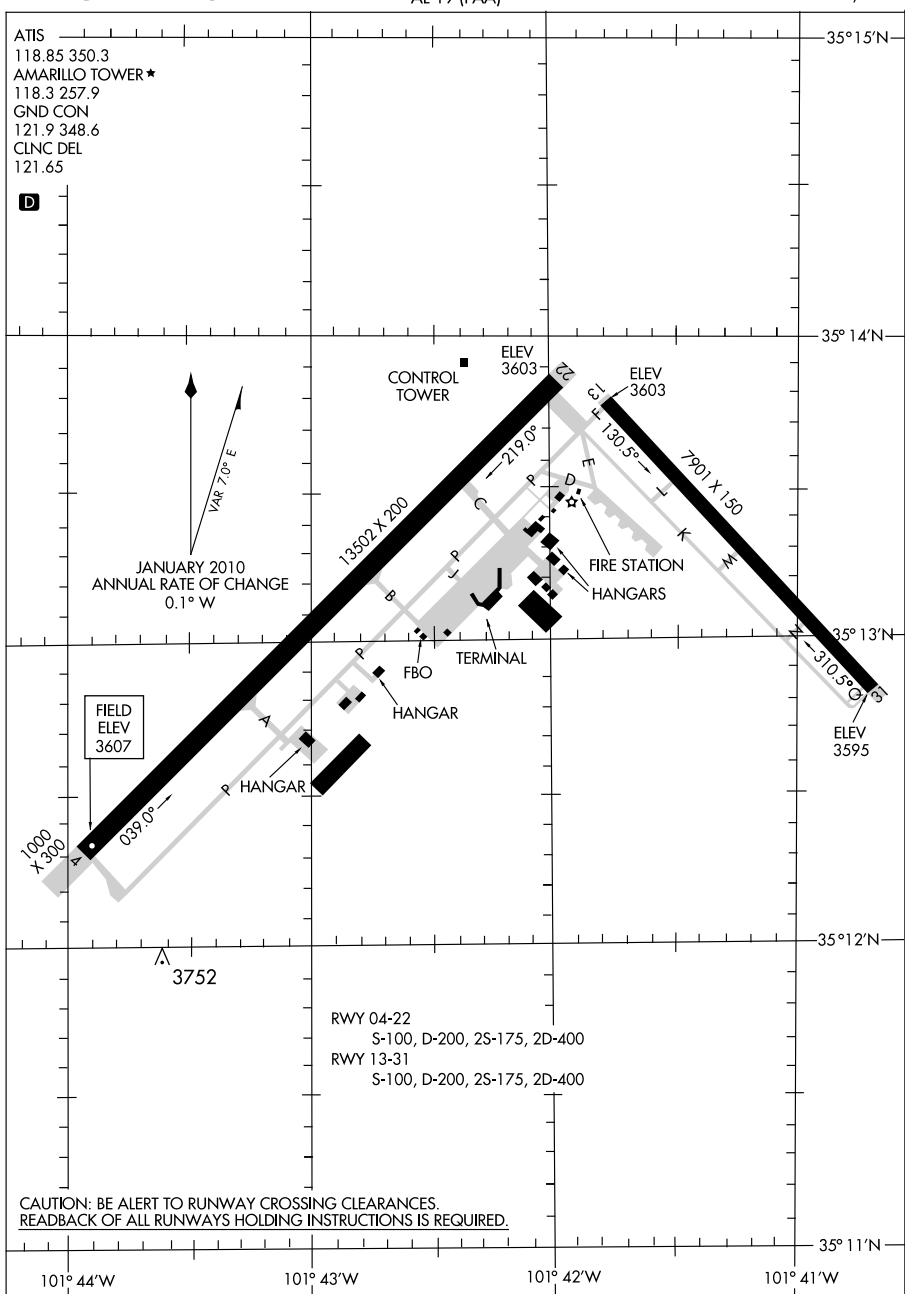 AL-19 (FAA)
ATIS
118.85 350.3
AMARILLO TOWER★
118.3 257.9
GND CON
121.9 348.6
CLNC DEL
121.65
D
35°15'N
35°14'N
CONTROL
TOWER
ELEV
3603
22
13
ELEV
3603
F
130.5°
219.0°
7901 X 150
VAR 7.0° E
JANUARY 2010
ANNUAL RATE OF CHANGE
0.1° W
13502 X 200
E
D
P
C
L
K
M
FIRE STATION
HANGARS
P
J
B
P
FBO
TERMINAL
35°13'N
N
310.5°
Q
31
ELEV
3595
HANGAR
A
FIELD
ELEV
3607
HANGAR
P
039.0°
1000
X 300
4
35°12'N
3752
RWY 04-22
S-100, D-200, 2S-175, 2D-400
RWY 13-31
S-100, D-200, 2S-175, 2D-400
CAUTION: BE ALERT TO RUNWAY CROSSING CLEARANCES.
READBACK OF ALL RUNWAYS HOLDING INSTRUCTIONS IS REQUIRED.
35°11'N
101°44'W
101°43'W
101°42'W
101°41'W